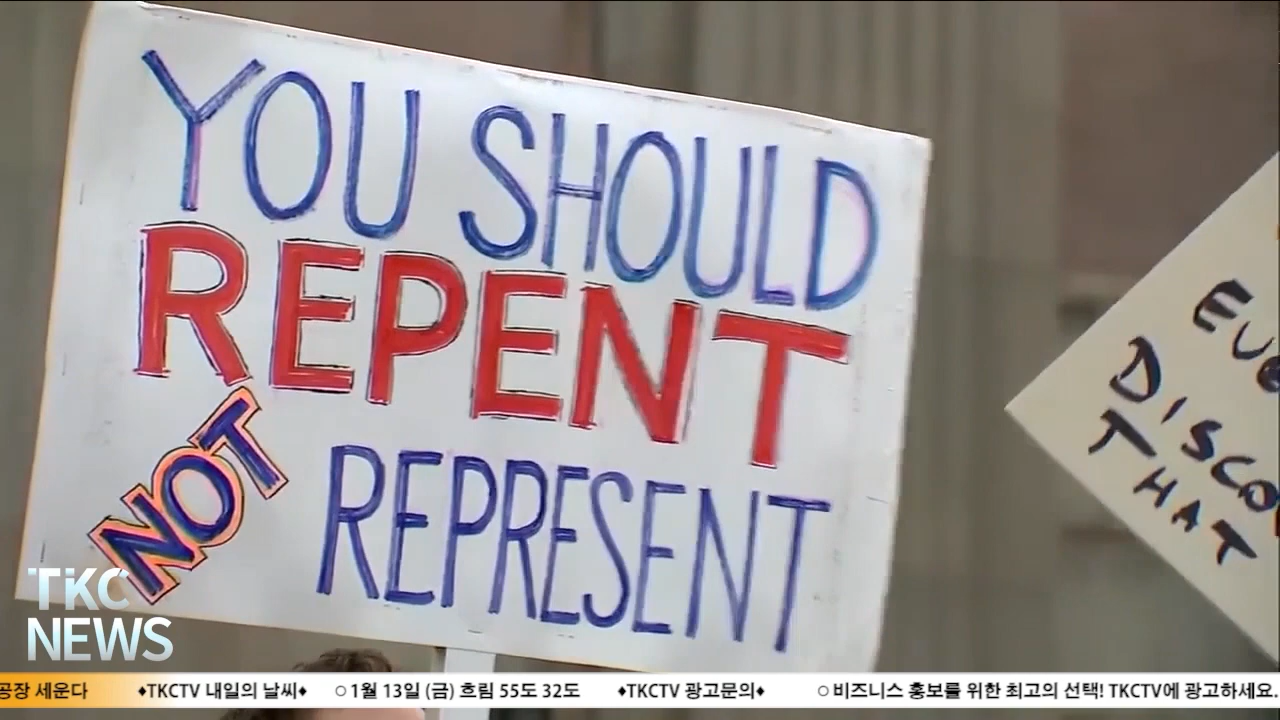 YOU SHOULD
REPENT
NOT REPRESENT
THAT
TKC
NEWS
공장 세운다 ♦TKCTV 내일의 날씨♦ ○1월 13일 (금) 흐림 55도 32도 ♦TKCTV 광고문의♦ ○비즈니스 홍보를 위한 최고의 선택! TKCTV에 광고하세요.